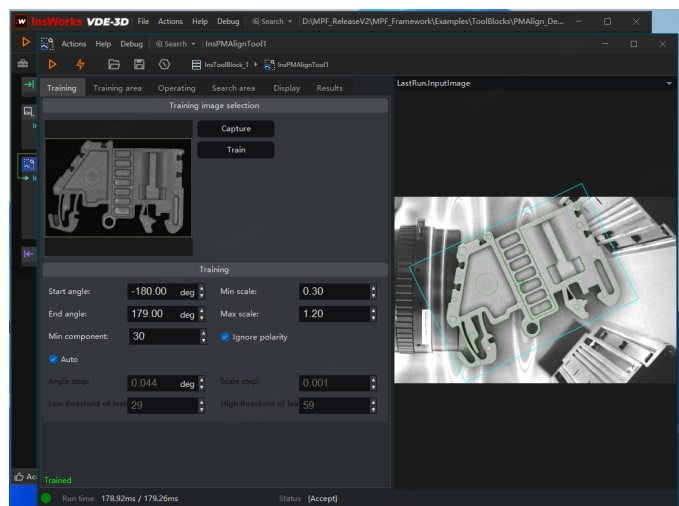 InsWorks VDE-3D File Actions Help Debug Search D:\MPF_ReleaseV2\MPF_Framework\Examples\ToolBlocks\PMAlign_De...
Actions Help Debug Search InsPMAlignTool1
InsToolBlock_1 InsPMAlignTool1
Training Training area Operating Search area Display Results
LastRun.InputImage
Training image selection
Capture
Train
Training
Start angle: -180.00 deg Min scale: 0.30
End angle: 179.00 deg Max scale: 1.20
Min component: 30 Ignore polarity
Auto
Angle step: 0.044 deg Scale step: 0.001
Low threshold of feat 29 High threshold of fea 59
Acc
Trained
Run time 178.92ms / 179.26ms Status [Accept]